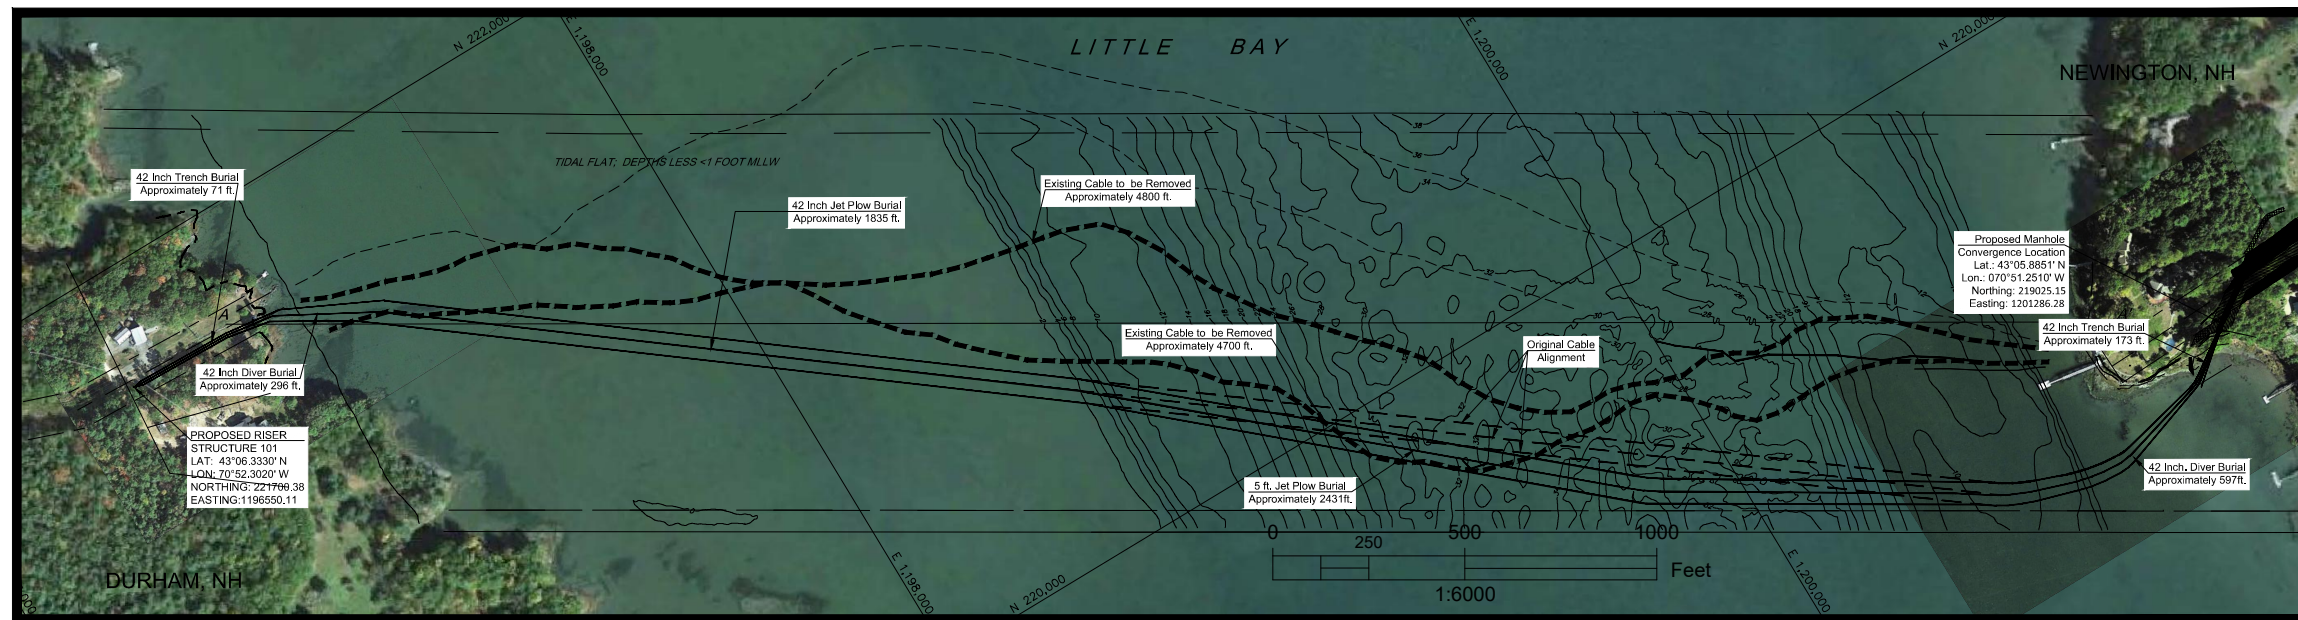 LITTLE BAY
N 222,000
E 1,198,000
E 1,200,000
N 220,000
NEWINGTON, NH
TIDAL FLAT; DEPTHS LESS <1 FOOT MLLW
42 Inch Trench Burial
Approximately 71 ft.
42 Inch Jet Plow Burial
Approximately 1835 ft.
Existing Cable to be Removed
Approximately 4800 ft.
Proposed Manhole
Convergence Location
Lat.: 43°05.8851' N
Lon.: 070°51.2510' W
Northing: 219025.15
Easting: 1201286.28
A
42 Inch Trench Burial
Approximately 173 ft.
Existing Cable to be Removed
Approximately 4700 ft.
Original Cable
Alignment
42 Inch Diver Burial
Approximately 296 ft.
PROPOSED RISER
STRUCTURE 101
LAT: 43°06.3330' N
LON: 70°52.3020' W
NORTHING: 221700.38
EASTING:1196550.11
5 ft. Jet Plow Burial
Approximately 2431ft.
42 Inch. Diver Burial
Approximately 597ft.
0 500 1000
250
Feet
1:6000
DURHAM, NH
E 1,198,000
N 220,000
E 1,200,000